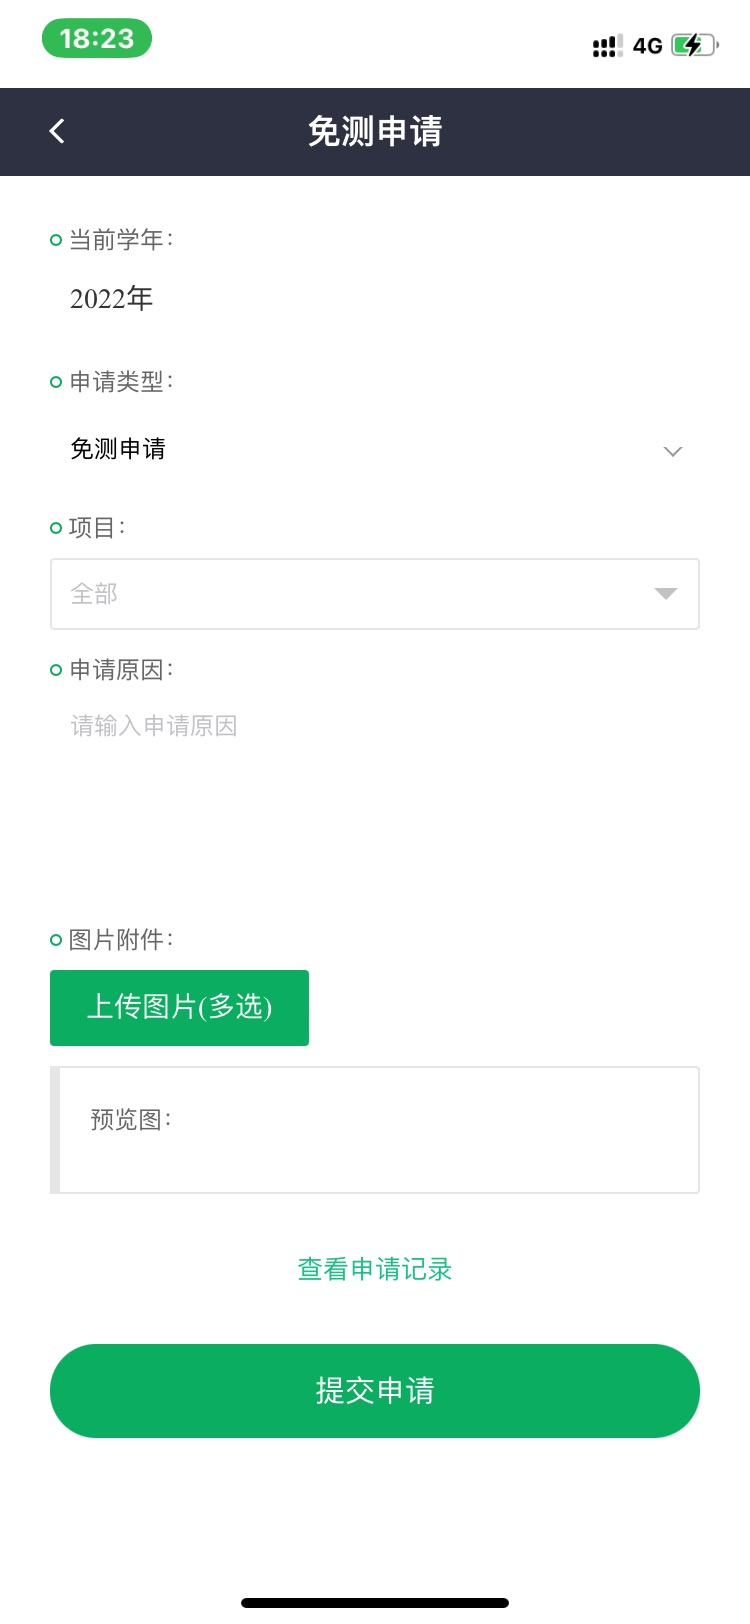 18:23
4G
免测申请
当前学年:
2022年
申请类型:
免测申请
项目:
全部
申请原因:
请输入申请原因
图片附件:
上传图片(多选)
预览图:
查看申请记录
提交申请